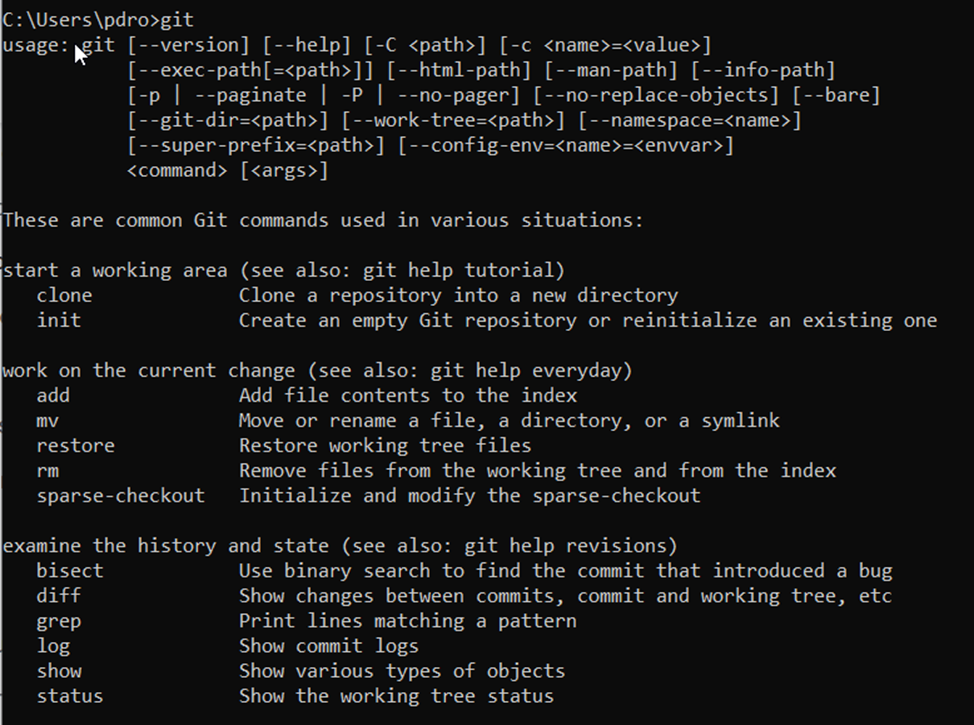 C:\Users\pdro>git
usage: git [--version] [--help] [-C <path>] [-c <name>=<value>]
           [--exec-path[=<path>]] [--html-path] [--man-path] [--info-path]
           [-p | --paginate | -P | --no-pager] [--no-replace-objects] [--bare]
           [--git-dir=<path>] [--work-tree=<path>] [--namespace=<name>]
           [--super-prefix=<path>] [--config-env=<name>=<envvar>]
           <command> [<args>]

These are common Git commands used in various situations:

start a working area (see also: git help tutorial)
   clone             Clone a repository into a new directory
   init              Create an empty Git repository or reinitialize an existing one

work on the current change (see also: git help everyday)
   add               Add file contents to the index
   mv                Move or rename a file, a directory, or a symlink
   restore           Restore working tree files
   rm                Remove files from the working tree and from the index
   sparse-checkout   Initialize and modify the sparse-checkout

examine the history and state (see also: git help revisions)
   bisect            Use binary search to find the commit that introduced a bug
   diff              Show changes between commits, commit and working tree, etc
   grep              Print lines matching a pattern
   log               Show commit logs
   show              Show various types of objects
   status            Show the working tree status